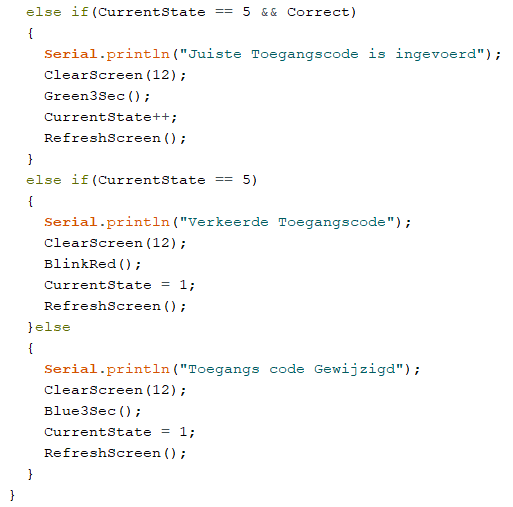 else if(CurrentState == 5 && Correct)
{
Serial.println("Juiste Toegangscode is ingevoerd");
ClearScreen(12);
Green3Sec();
CurrentState++;
RefreshScreen();
}
else if(CurrentState == 5)
{
Serial.println("Verkeerde Toegangscode");
ClearScreen(12);
BlinkRed();
CurrentState = 1;
RefreshScreen();
}else
{
Serial.println("Toegangs code Gewijzigd");
ClearScreen(12);
Blue3Sec();
CurrentState = 1;
RefreshScreen();
}
}